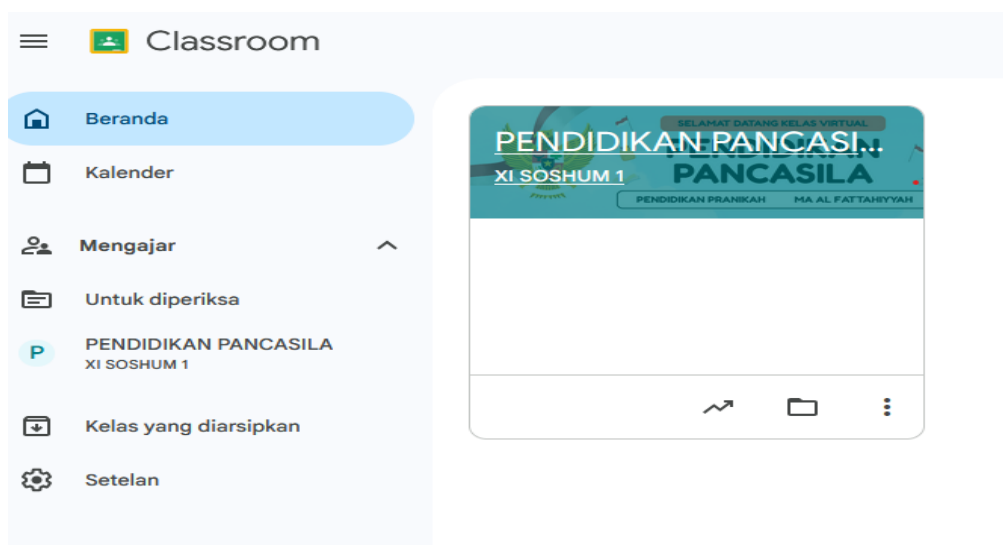 Classroom
Beranda
Kalender
Mengajar
Untuk diperiksa
P
PENDIDIKAN PANCASILA
XI SOSHUM 1
Kelas yang diarsipkan
Setelan
PENDIDIKAN PANCASI...
XI SOSHUM 1
SELAMAT DATANG KELAS VIRTUAL
PENDIDIKAN
PANCASILA
PENDIDIKAN PRANIKAH MA AL FATTAHIYYAH